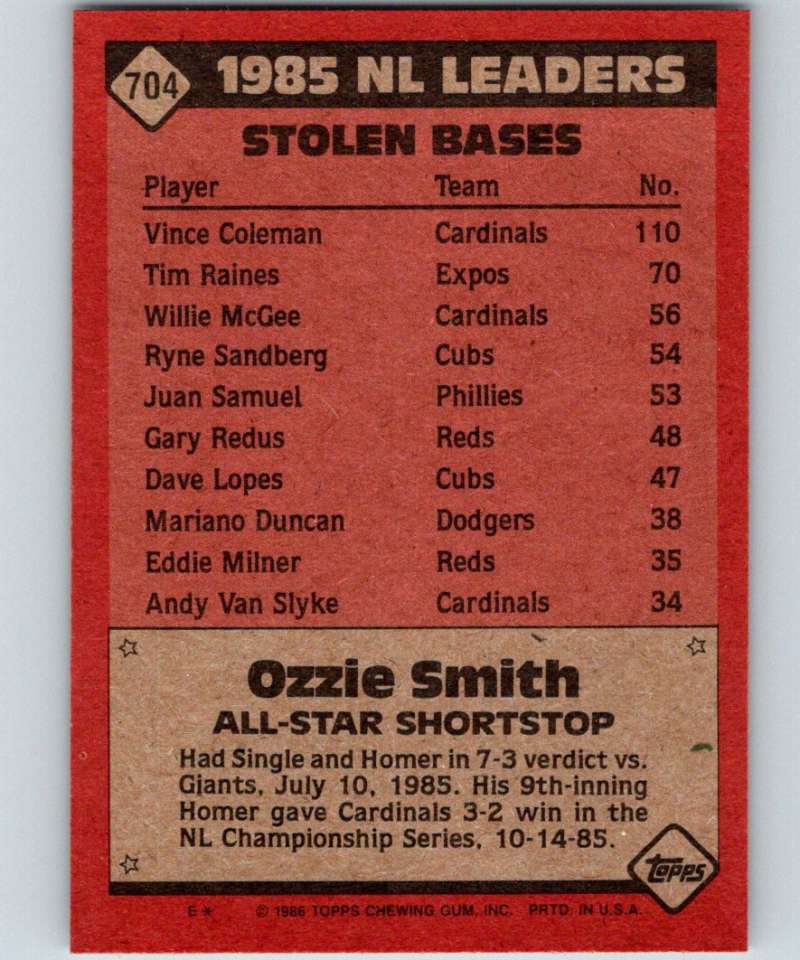 704 1985 NL LEADERS
STOLEN BASES
Player Team No.
Vince Coleman Cardinals 110
Tim Raines Expos 70
Willie McGee Cardinals 56
Ryne Sandberg Cubs 54
Juan Samuel Phillies 53
Gary Redus Reds 48
Dave Lopes Cubs 47
Mariano Duncan Dodgers 38
Eddie Milner Reds 35
Andy Van Slyke Cardinals 34
Ozzie Smith
ALL-STAR SHORTSTOP
Had Single and Homer in 7-3 verdict vs.
Giants, July 10, 1985. His 9th-inning
Homer gave Cardinals 3-2 win in the
NL Championship Series, 10-14-85.
topps
E* © 1986 TOPPS CHEWING GUM, INC. PRTD. IN U.S.A.